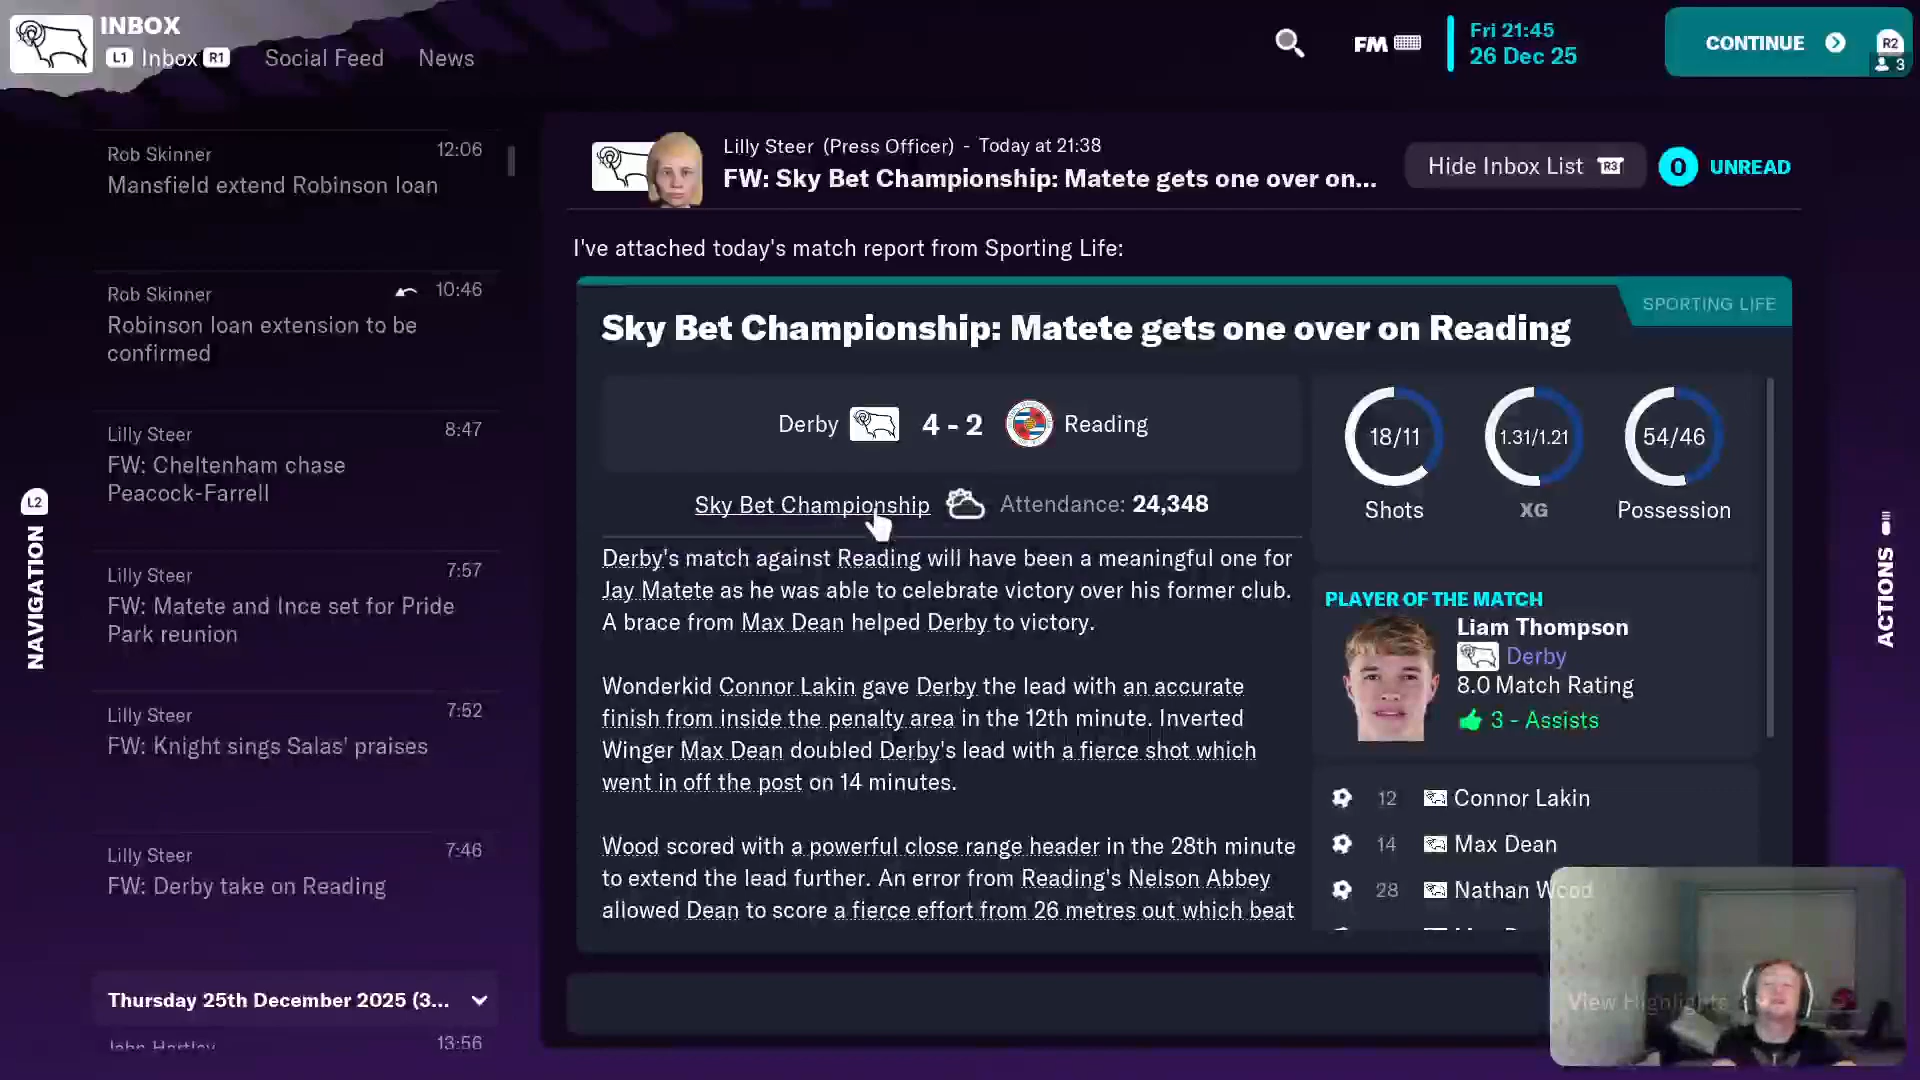 INBOX
L1 Inbox R1 Social Feed News
FM
Fri 21:45
26 Dec 25
CONTINUE
R2
3
Rob Skinner 12:06
Mansfield extend Robinson loan
Rob Skinner 10:46
Robinson loan extension to be
confirmed
Lilly Steer 8:47
FW: Cheltenham chase
Peacock-Farrell
Lilly Steer 7:57
FW: Matete and Ince set for Pride
Park reunion
Lilly Steer 7:52
FW: Knight sings Salas' praises
Lilly Steer 7:46
FW: Derby take on Reading
Thursday 25th December 2025 (3...
John Hartley 13:56
L2
NAVIGATION
Lilly Steer (Press Officer) - Today at 21:38
FW: Sky Bet Championship: Matete gets one over on...
Hide Inbox List R3
0 UNREAD
I've attached today's match report from Sporting Life:
SPORTING LIFE
Sky Bet Championship: Matete gets one over on Reading
Derby 4 - 2 Reading
Sky Bet Championship Attendance: 24,348
Derby's match against Reading will have been a meaningful one for
Jay Matete as he was able to celebrate victory over his former club.
A brace from Max Dean helped Derby to victory.
Wonderkid Connor Lakin gave Derby the lead with an accurate
finish from inside the penalty area in the 12th minute. Inverted
Winger Max Dean doubled Derby's lead with a fierce shot which
went in off the post on 14 minutes.
Wood scored with a powerful close range header in the 28th minute
to extend the lead further. An error from Reading's Nelson Abbey
allowed Dean to score a fierce effort from 26 metres out which beat
18/11 1.31/1.21 54/46
Shots XG Possession
PLAYER OF THE MATCH
Liam Thompson
Derby
8.0 Match Rating
3 - Assists
12 Connor Lakin
14 Max Dean
28 Nathan Wood
View Highlights
ACTIONS